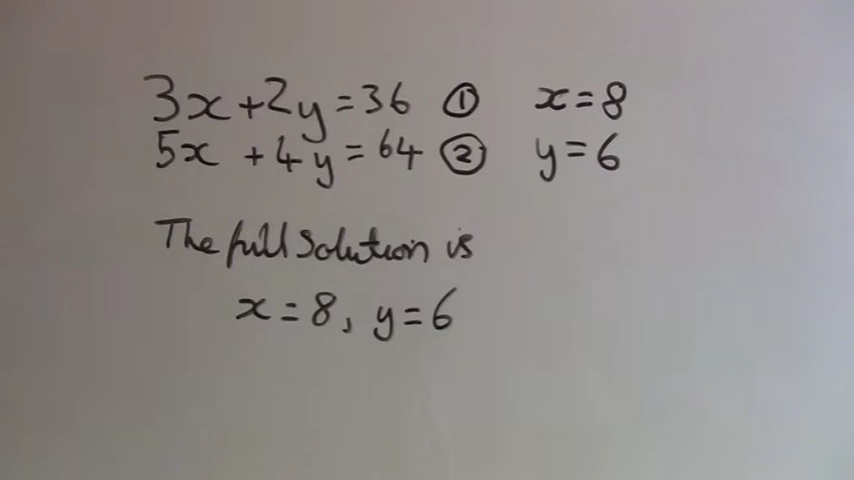 3x+2y=36 ① x=8
5x +4y=64 ② y=6
The full solution is
x=8, y=6